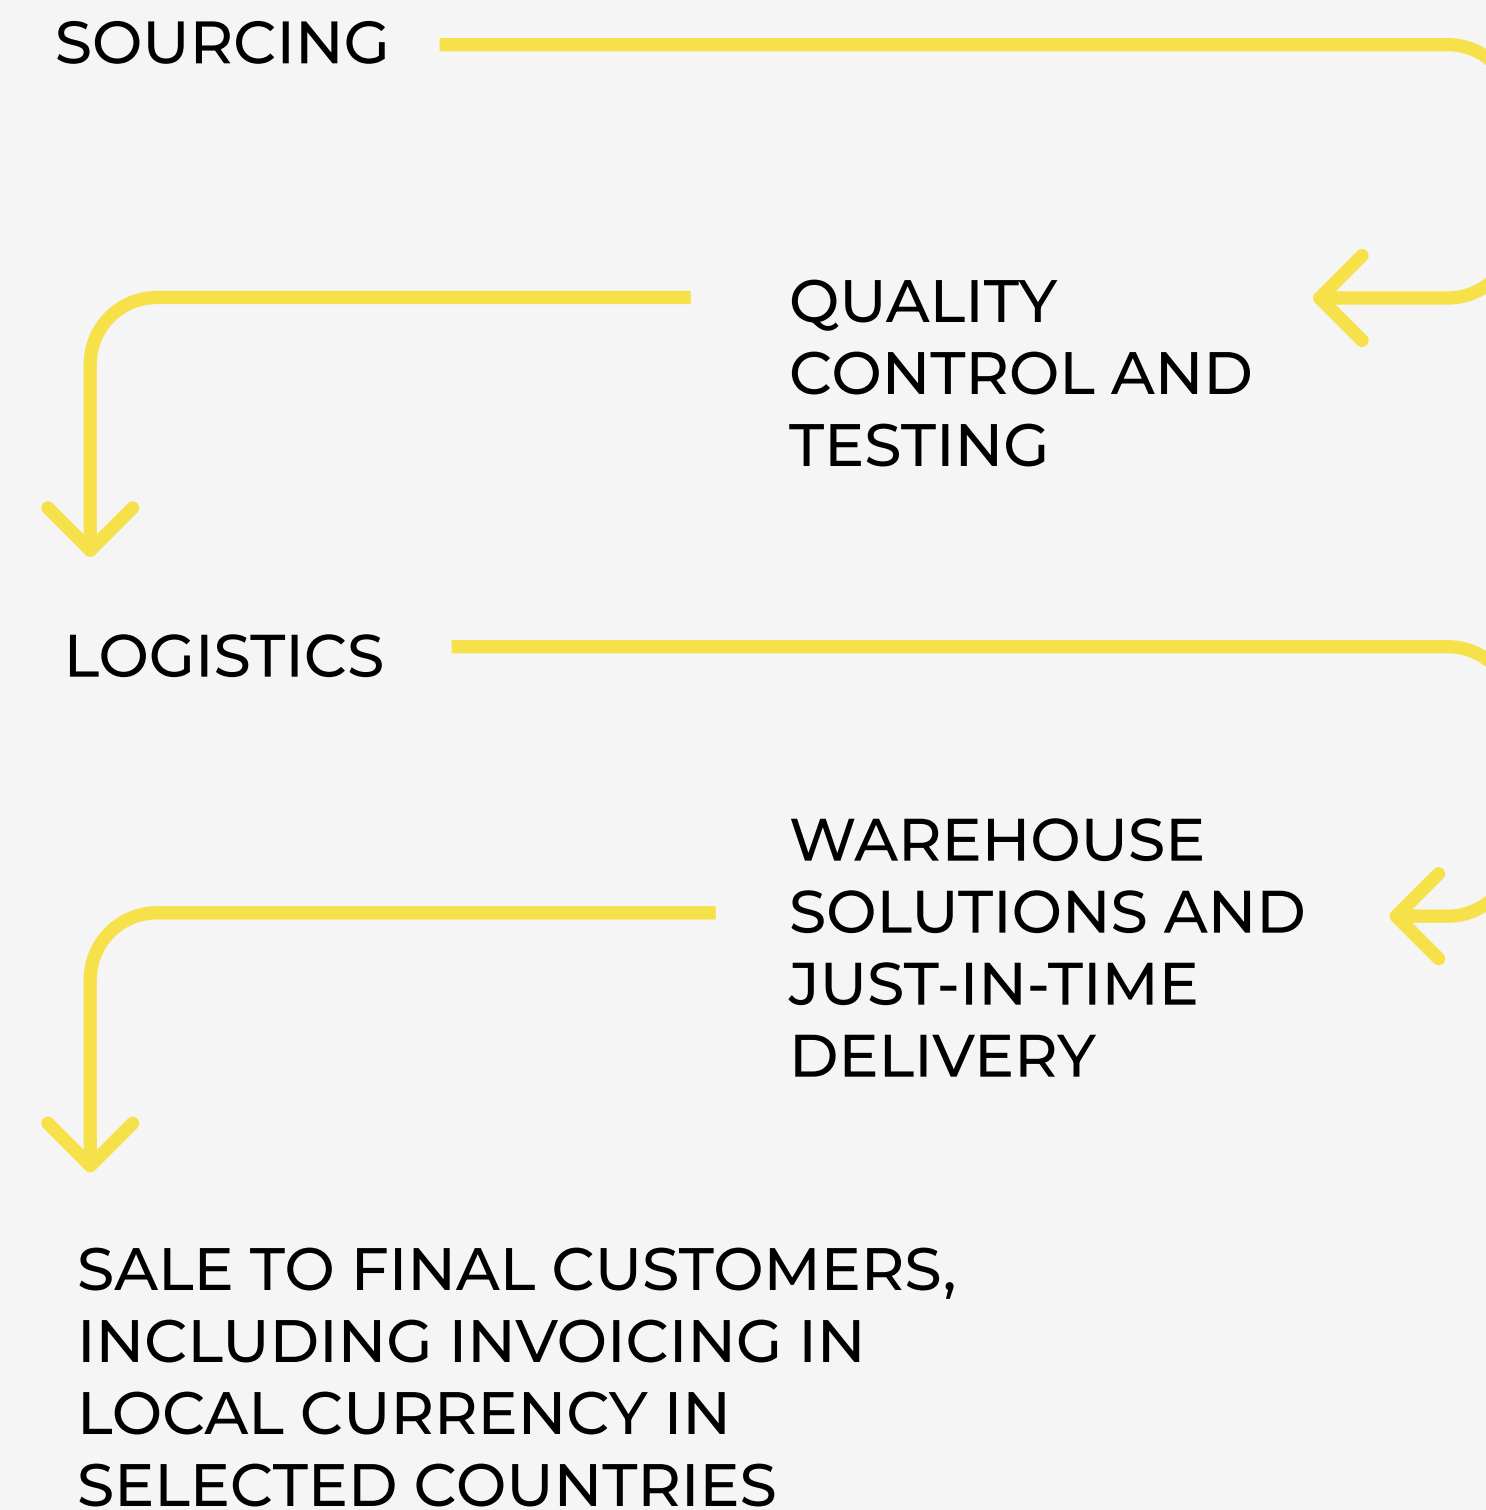 SOURCING
QUALITY
CONTROL AND
TESTING
LOGISTICS
WAREHOUSE
SOLUTIONS AND
JUST-IN-TIME
DELIVERY
SALE TO FINAL CUSTOMERS,
INCLUDING INVOICING IN
LOCAL CURRENCY IN
SELECTED COUNTRIES